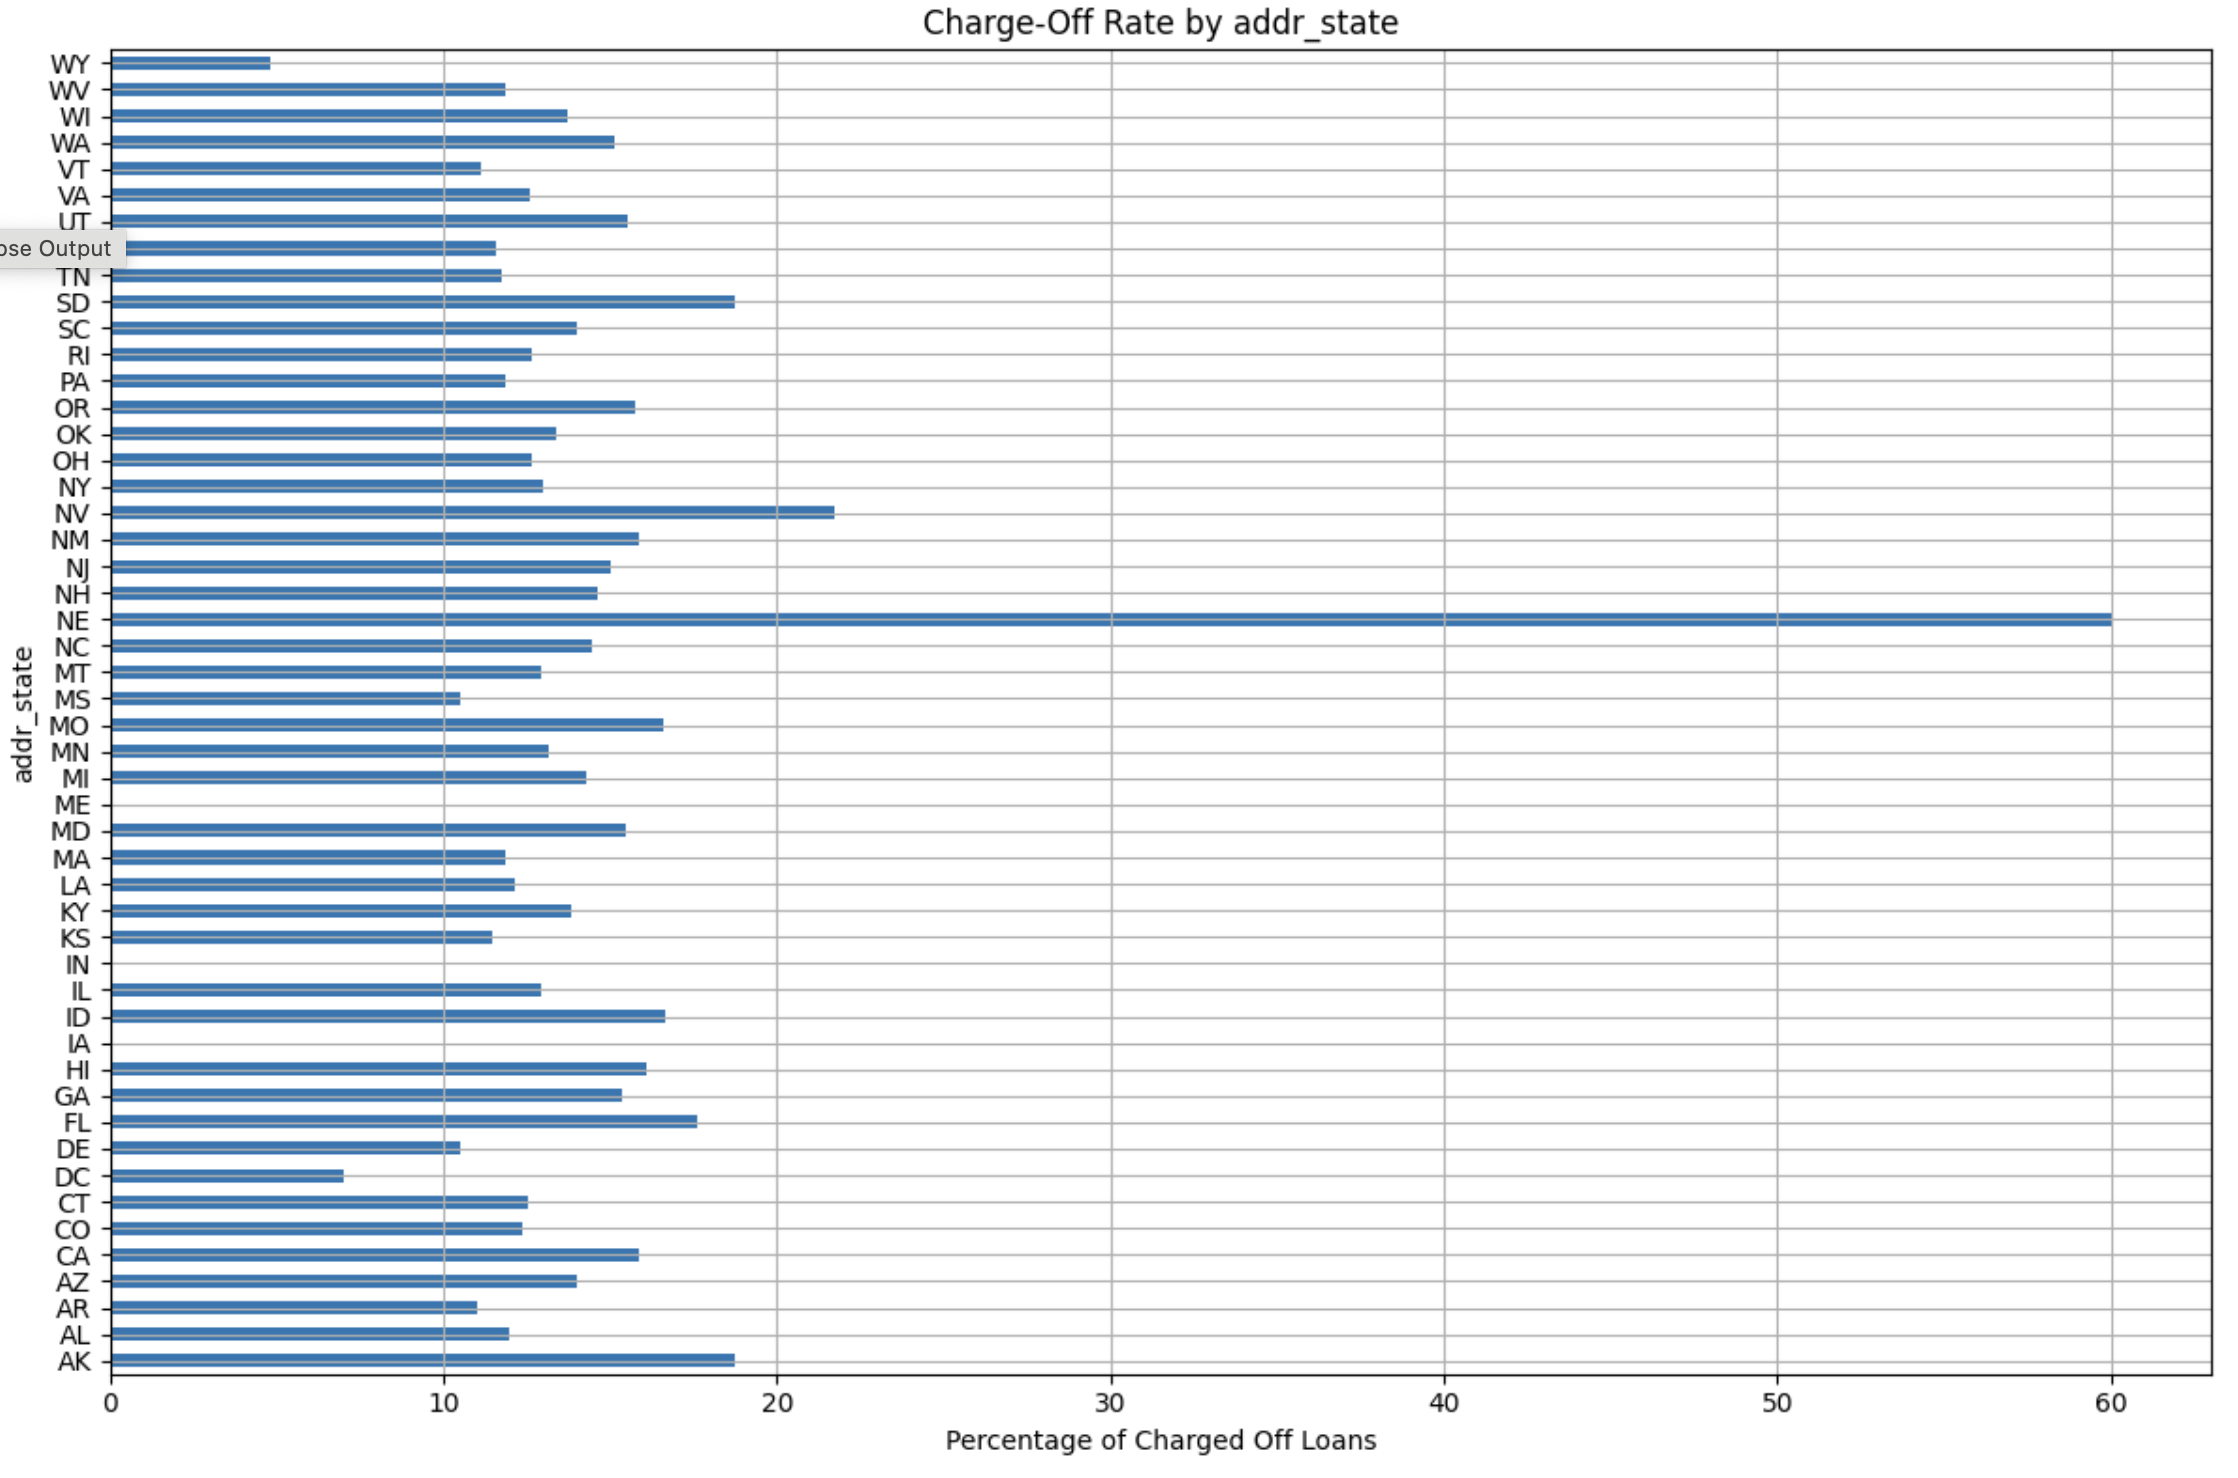 Charge-Off Rate by addr_state
WY
WV
WI
WA
VT
VA
UT
ose Output
TN
SD
SC
RI
PA
OR
OK
OH
NY
NV
NM
NJ
NH
NE
NC
MT
MS
MO
MN
MI
ME
MD
MA
LA
KY
KS
IN
IL
ID
IA
HI
GA
FL
DE
DC
CT
CO
CA
AZ
AR
AL
AK
addr_state
0 10 20 30 40 50 60
Percentage of Charged Off Loans